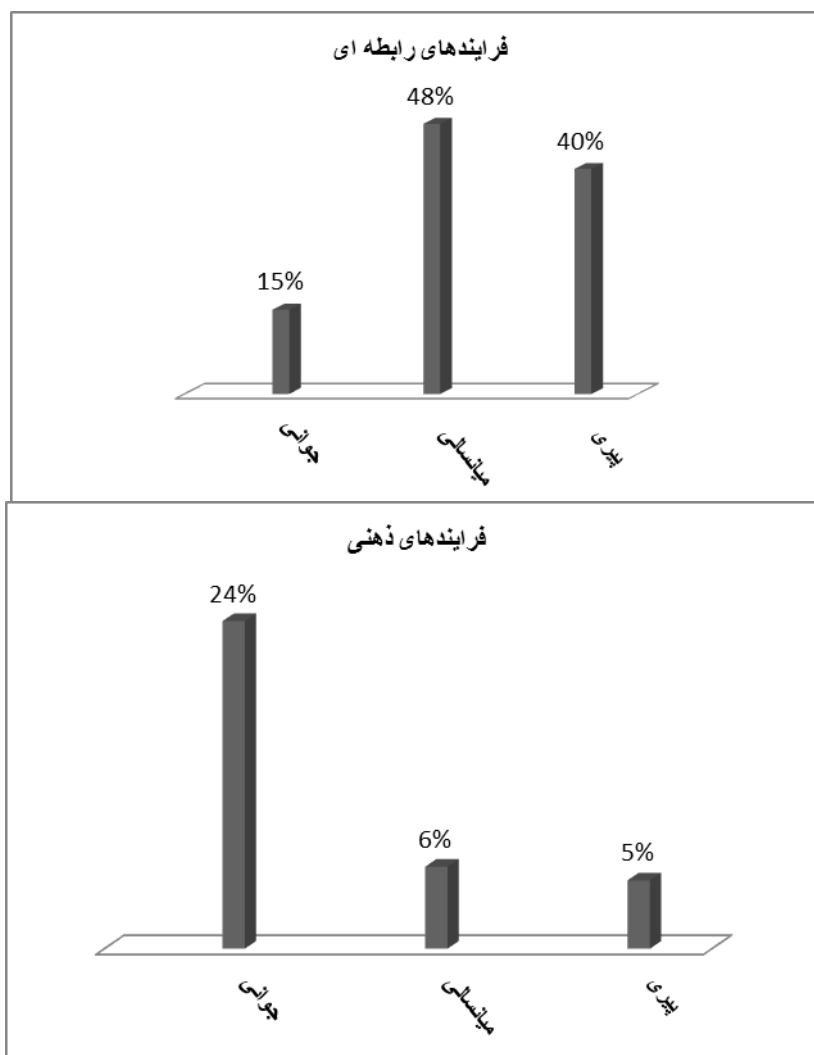 فرایندهای رابطه ای
48%
40%
15%
جوانی
میانسالی
پیری
فرایندهای ذهنی
24%
6%
5%
جوانی
میانسالی
پیری